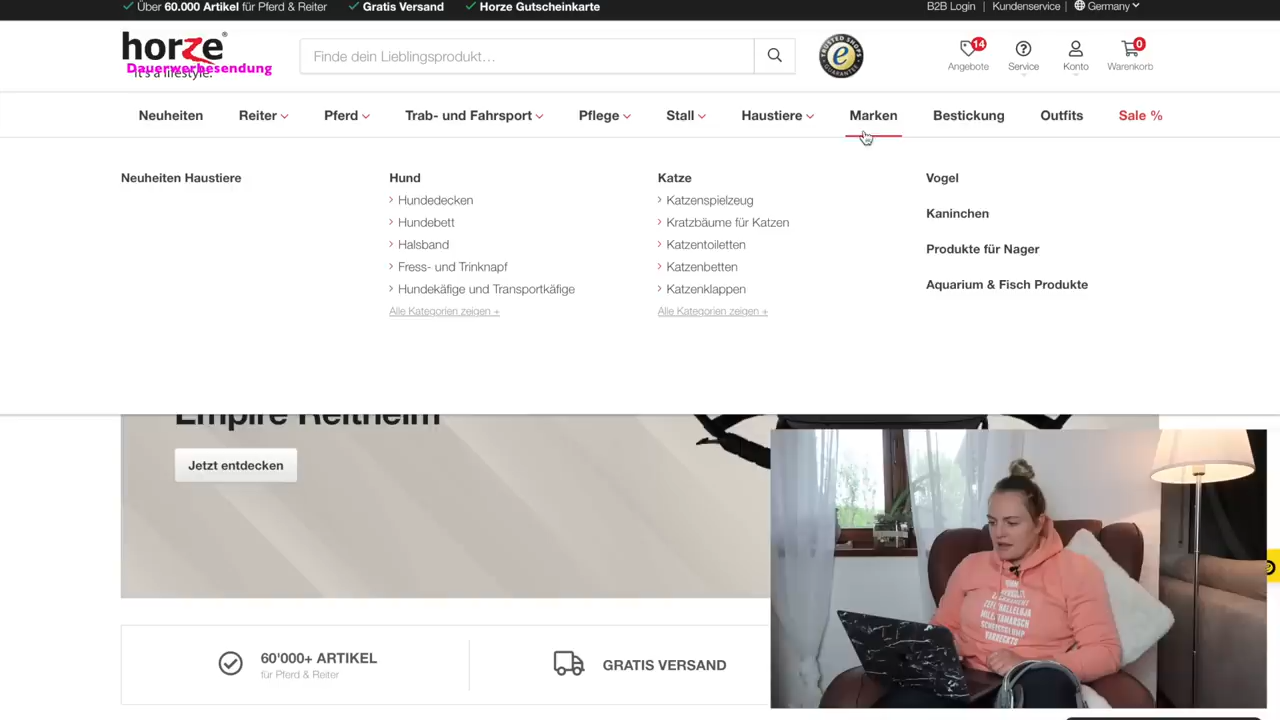 Über 60.000 Artikel für Pferd & Reiter
Gratis Versand
Horze Gutscheinkarte
B2B Login | Kundenservice | Germany
horze
It's a lifestyle.
Dauerwerbesendung
Finde dein Lieblingsprodukt...
TRUSTED SHOPS
GUARANTEE
e
14
0
Angebote
Service
Konto
Warenkorb
Neuheiten
Reiter
Pferd
Trab- und Fahrsport
Pflege
Stall
Haustiere
Marken
Bestickung
Outfits
Sale %
Neuheiten Haustiere
Hund
Hundedecken
Hundebett
Halsband
Fress- und Trinknapf
Hundekäfige und Transportkäfige
Alle Kategorien zeigen +
Katze
Katzenspielzeug
Kratzbäume für Katzen
Katzentoiletten
Katzenbetten
Katzenklappen
Alle Kategorien zeigen +
Vogel
Kaninchen
Produkte für Nager
Aquarium & Fisch Produkte
Empire Reithelm
Jetzt entdecken
60'000+ ARTIKEL
für Pferd & Reiter
GRATIS VERSAND